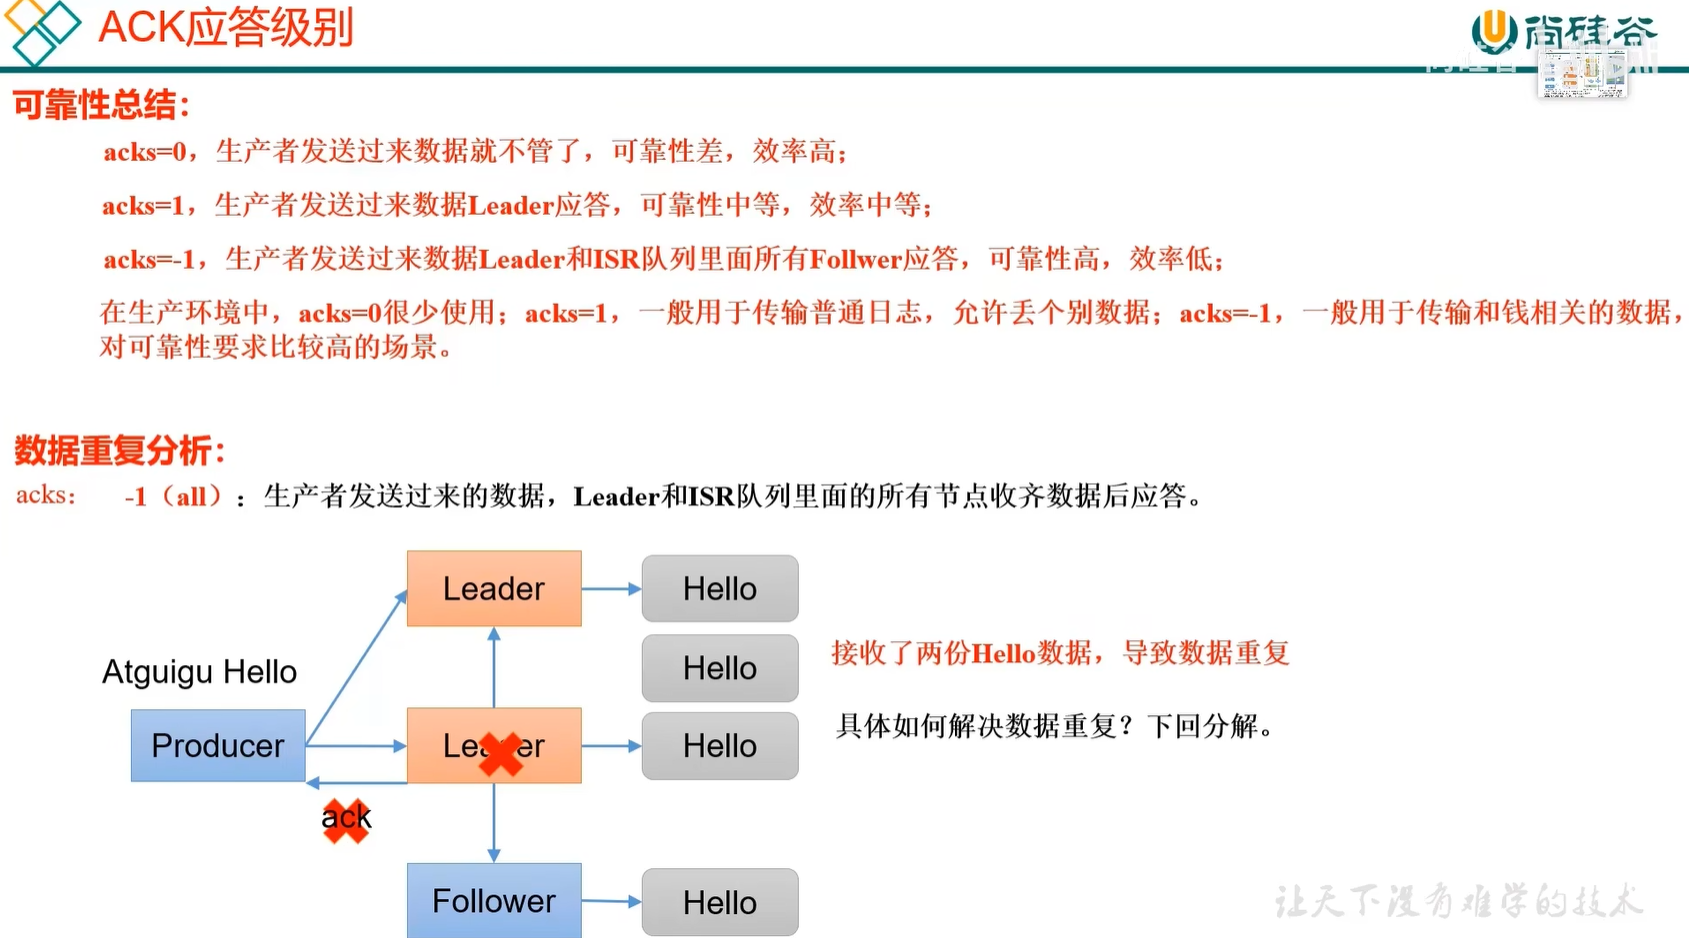 ACK应答级别
尚硅谷
可靠性总结：
acks=0，生产者发送过来数据就不管了，可靠性差，效率高；
acks=1，生产者发送过来数据Leader应答，可靠性中等，效率中等；
acks=-1，生产者发送过来数据Leader和ISR队列里面所有Follwer应答，可靠性高，效率低；
在生产环境中，acks=0很少使用；acks=1，一般用于传输普通日志，允许丢个别数据；acks=-1，一般用于传输和钱相关的数据，
对可靠性要求比较高的场景。
数据重复分析：
acks： -1（all）：生产者发送过来的数据，Leader和ISR队列里面的所有节点收齐数据后应答。
Leader
Hello
Hello
接收了两份Hello数据，导致数据重复
Atguigu Hello
Producer
Leader
Hello
具体如何解决数据重复？下回分解。
ack
Follower
Hello
让天下没有难学的技术